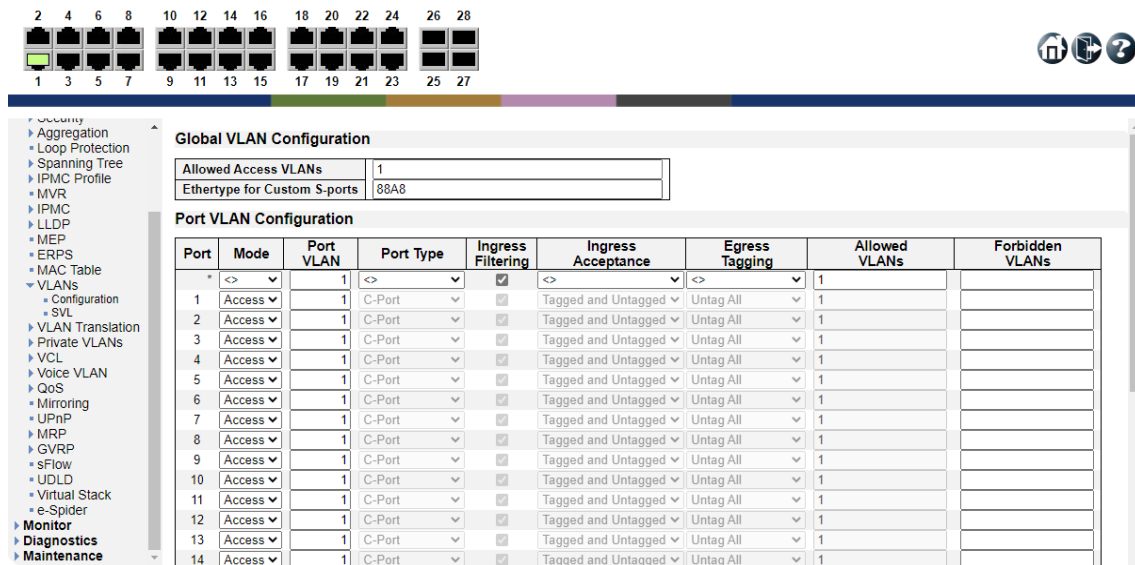 2 4 6 8 10 12 14 16 18 20 22 24 26 28
1 3 5 7 9 11 13 15 17 19 21 23 25 27
Security
Aggregation
Loop Protection
Spanning Tree
IPMC Profile
MVR
IPMC
LLDP
MEP
ERPS
MAC Table
VLANs
Configuration
SVL
VLAN Translation
Private VLANs
VCL
Voice VLAN
QoS
Mirroring
UPnP
MRP
GVRP
sFlow
UDLD
Virtual Stack
e-Spider
Monitor
Diagnostics
Maintenance
Global VLAN Configuration
Allowed Access VLANs 1
Ethertype for Custom S-ports 88A8
Port VLAN Configuration
Port Mode Port VLAN Port Type Ingress Filtering Ingress Acceptance Egress Tagging Allowed VLANs Forbidden VLANs
* <> 1 <> <> <> 1
1 Access 1 C-Port Tagged and Untagged Untag All 1
2 Access 1 C-Port Tagged and Untagged Untag All 1
3 Access 1 C-Port Tagged and Untagged Untag All 1
4 Access 1 C-Port Tagged and Untagged Untag All 1
5 Access 1 C-Port Tagged and Untagged Untag All 1
6 Access 1 C-Port Tagged and Untagged Untag All 1
7 Access 1 C-Port Tagged and Untagged Untag All 1
8 Access 1 C-Port Tagged and Untagged Untag All 1
9 Access 1 C-Port Tagged and Untagged Untag All 1
10 Access 1 C-Port Tagged and Untagged Untag All 1
11 Access 1 C-Port Tagged and Untagged Untag All 1
12 Access 1 C-Port Tagged and Untagged Untag All 1
13 Access 1 C-Port Tagged and Untagged Untag All 1
14 Access 1 C-Port Tagged and Untagged Untag All 1